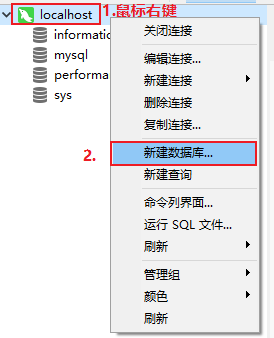 localhost
1.鼠标右键
informatic
mysql
performa
sys
关闭连接
编辑连接...
新建连接
删除连接
复制连接...
2.
新建数据库...
新建查询
命令列界面...
运行 SQL 文件...
刷新
管理组
颜色
刷新